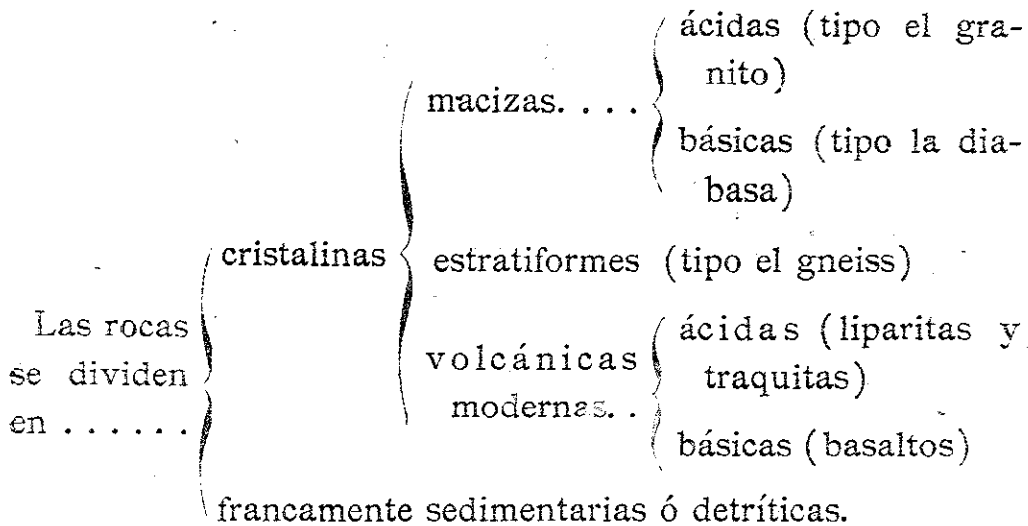 ácidas (tipo el gra-
nito)
macizas. . . .
básicas (tipo la dia-
basa)
cristalinas
estratiformes (tipo el gneiss)
Las rocas
se dividen
en . . . . . .
volcánicas
modernas. .
ácidas (liparitas y
traquitas)
básicas (basaltos)
francamente sedimentarias ó detríticas.